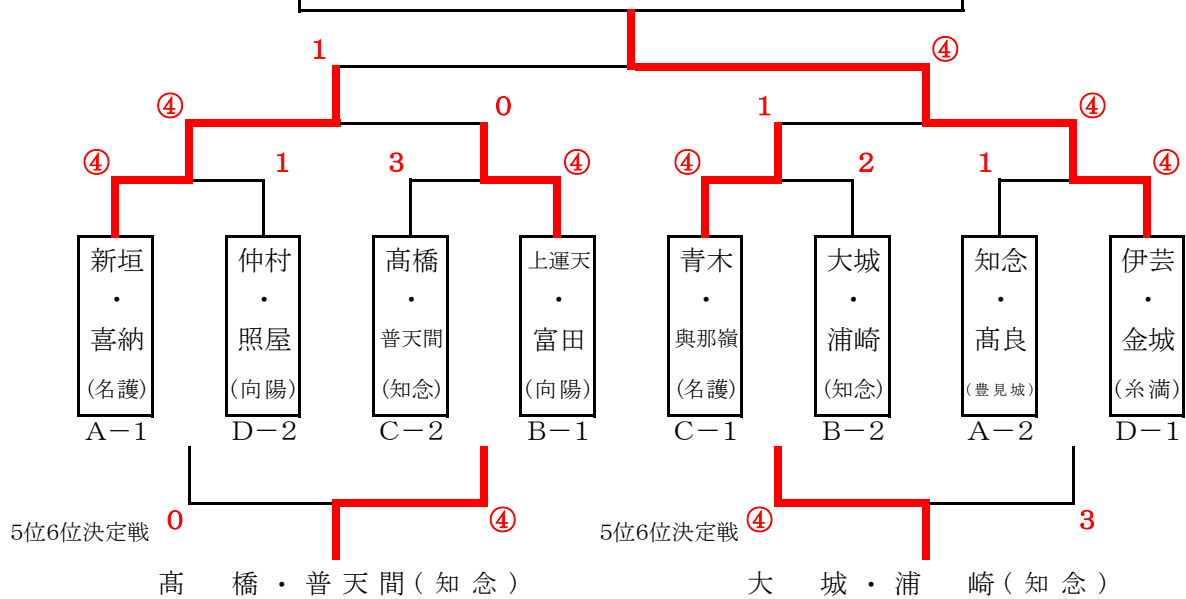 1 ④
④ 0 1 ④
④ 1 3 ④ ④ 2 1 ④
新垣・喜納(名護)
仲村・照屋(向陽)
髙橋・普天間(知念)
上運天・富田(向陽)
青木・與那嶺(名護)
大城・浦崎(知念)
知念・髙良(豊見城)
伊芸・金城(糸満)
A－1 D－2 C－2 B－1 C－1 B－2 A－2 D－1
5位6位決定戦 0 ④ 5位6位決定戦 ④ 3
髙橋・普天間(知念) 大城・浦崎(知念)